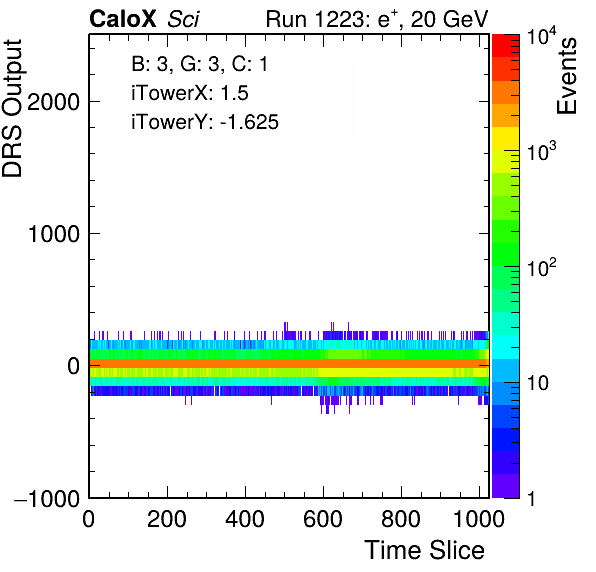 CaloX Sci Run 1223: e⁺, 20 GeV
B: 3, G: 3, C: 1
iTowerX: 1.5
iTowerY: -1.625
DRS Output
2000
1000
0
−1000
0 200 400 600 800 1000
Time Slice
10⁴
10³
10²
10
1
Events